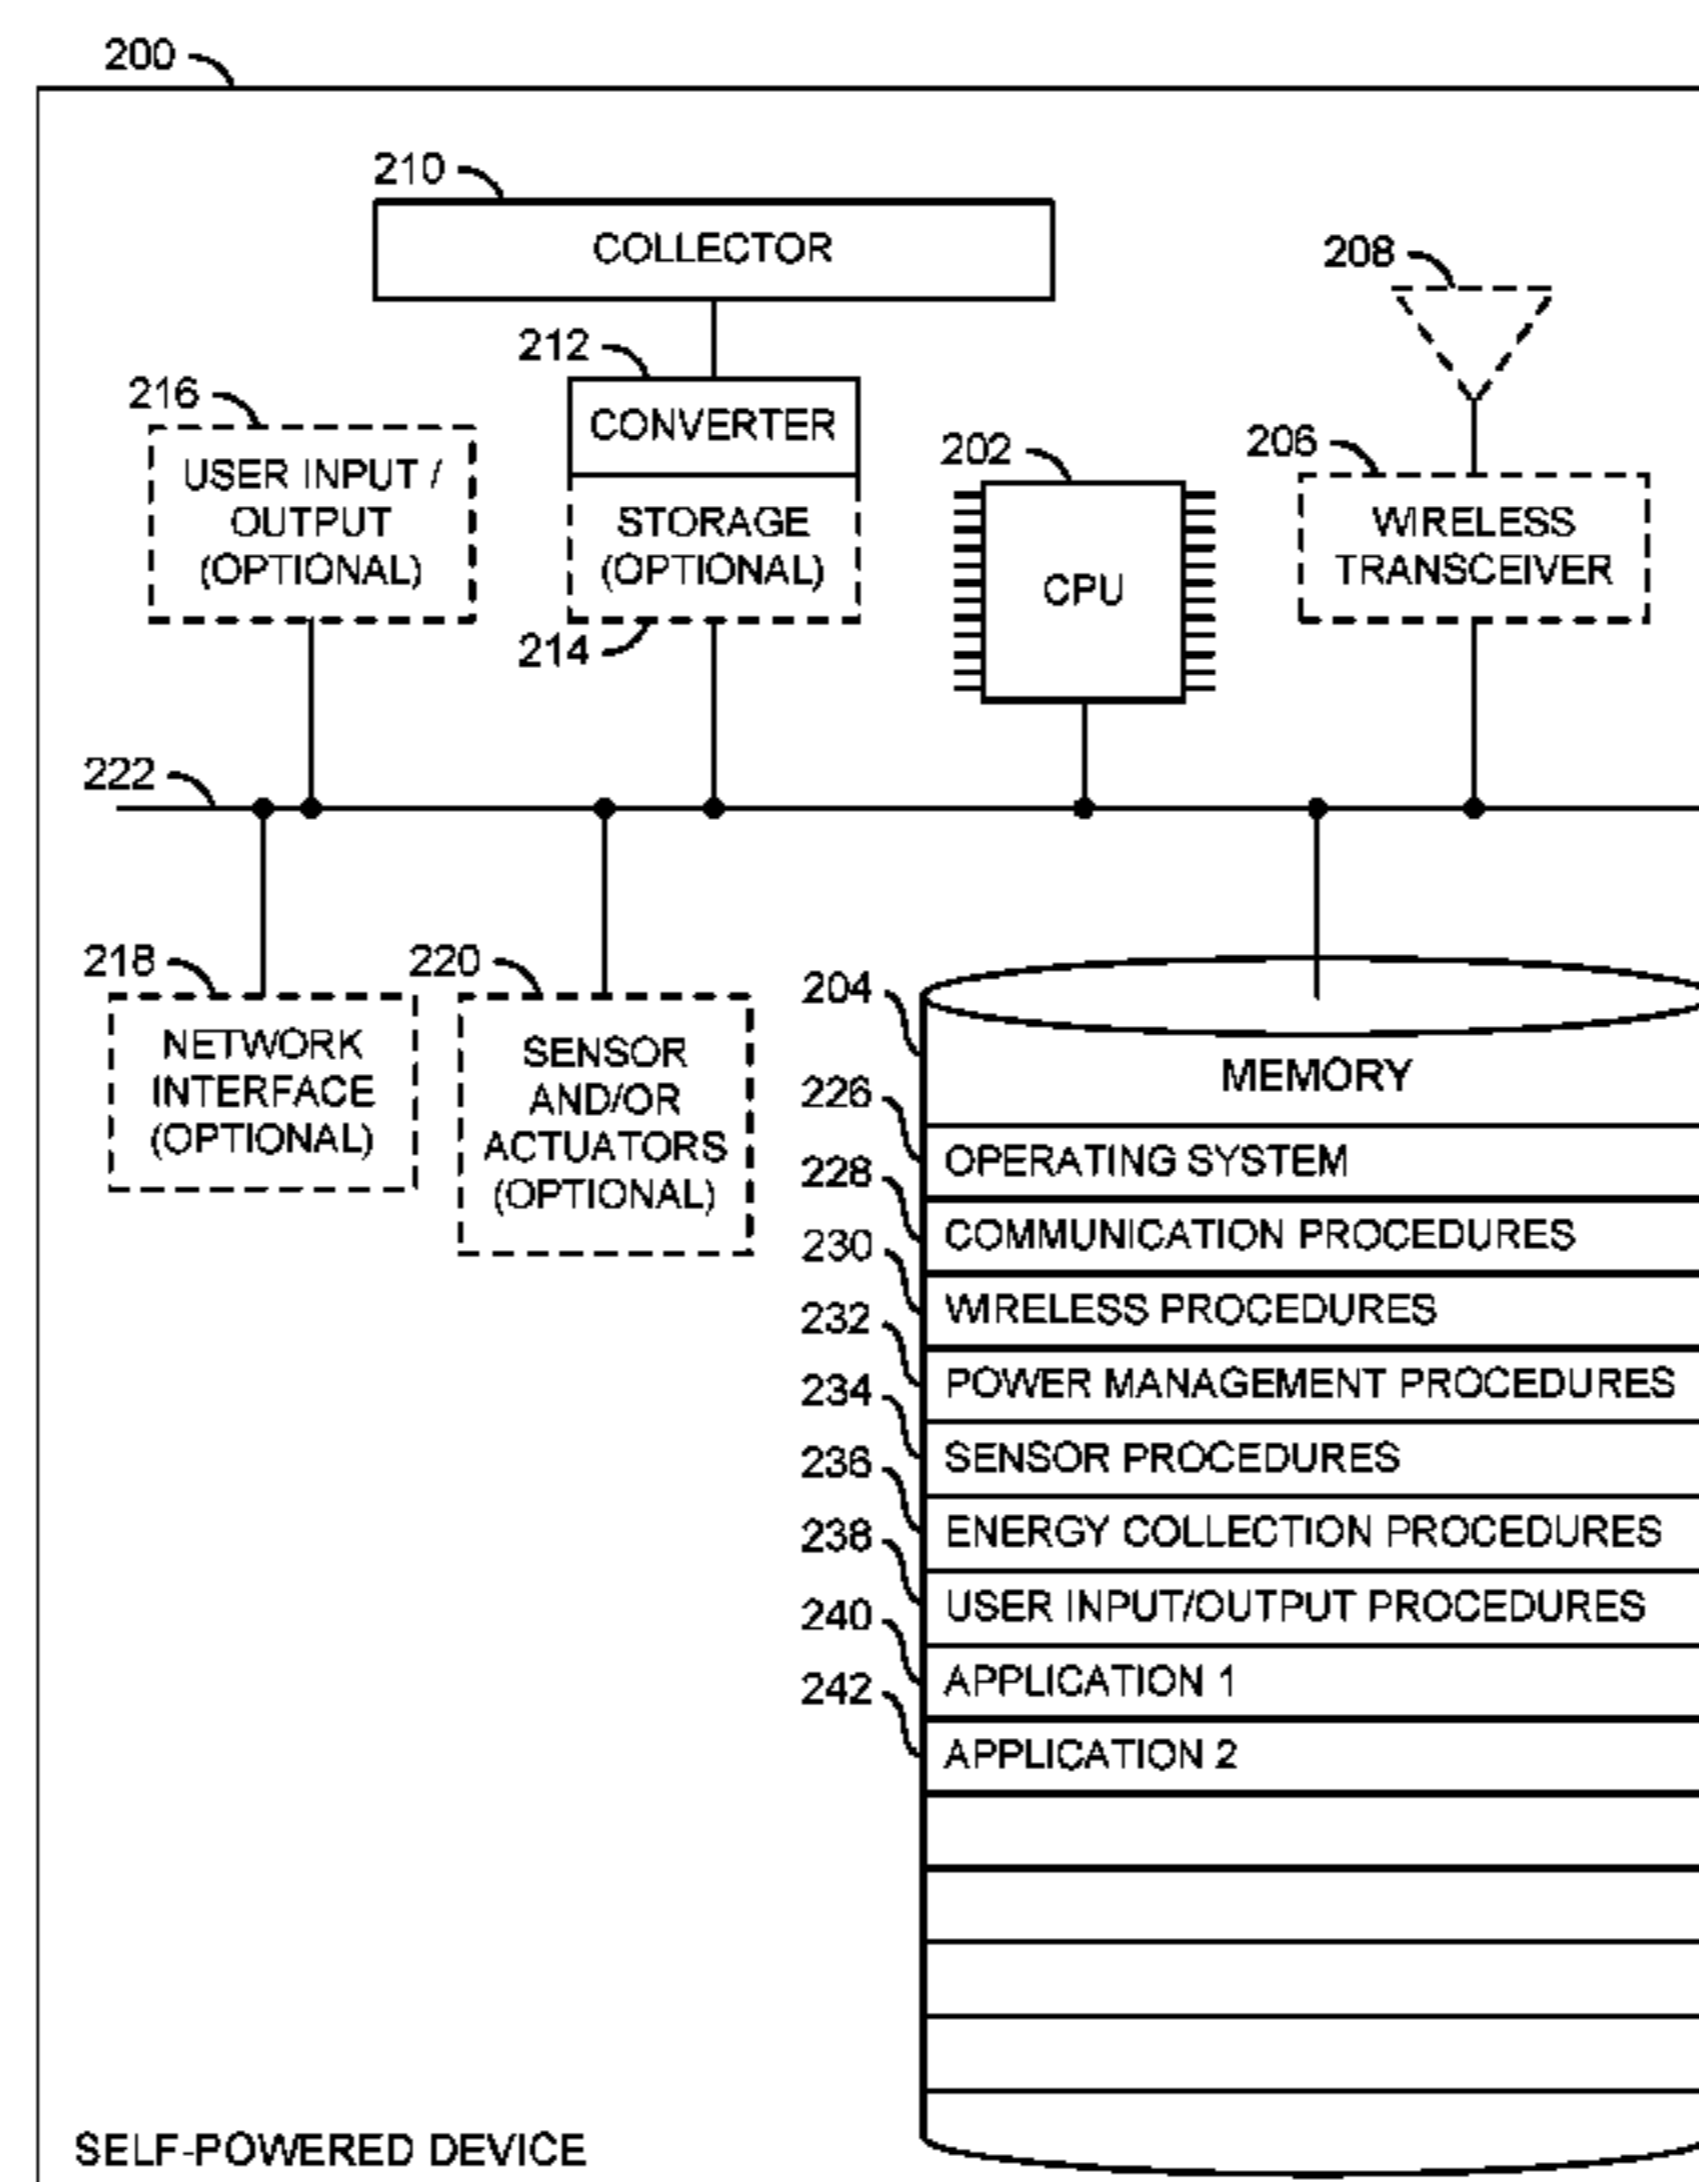 200
210
COLLECTOR
208
212
CONVERTER
216
USER INPUT /
OUTPUT
(OPTIONAL)
STORAGE
(OPTIONAL)
214
202
CPU
206
WIRELESS
TRANSCEIVER
222
218
NETWORK
INTERFACE
(OPTIONAL)
220
SENSOR
AND/OR
ACTUATORS
(OPTIONAL)
204
MEMORY
226
OPERATING SYSTEM
228
COMMUNICATION PROCEDURES
230
WIRELESS PROCEDURES
232
POWER MANAGEMENT PROCEDURES
234
SENSOR PROCEDURES
236
ENERGY COLLECTION PROCEDURES
238
USER INPUT/OUTPUT PROCEDURES
240
APPLICATION 1
242
APPLICATION 2
SELF-POWERED DEVICE